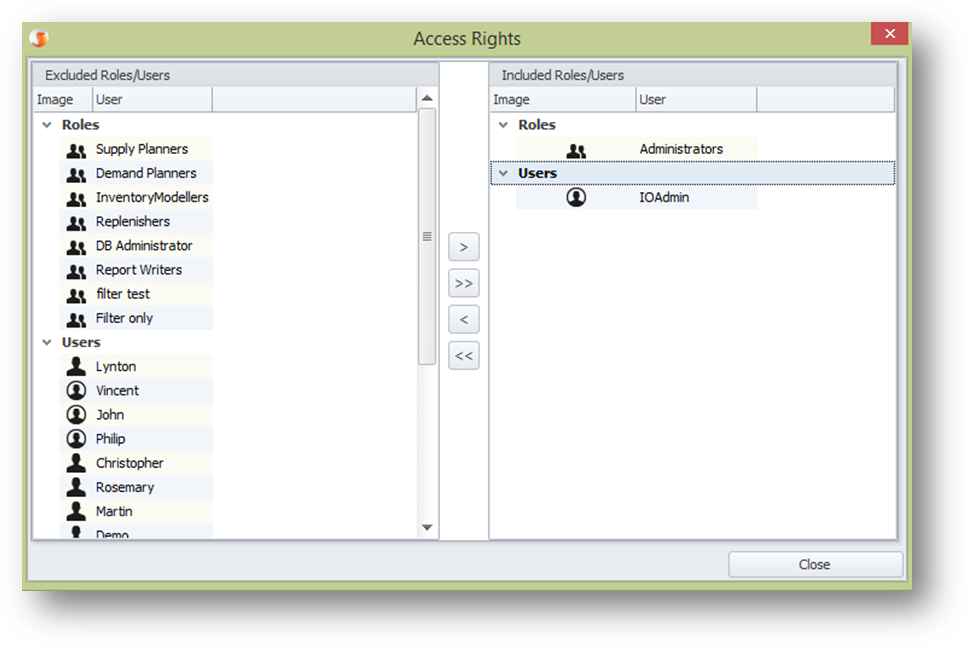 Access Rights
Excluded Roles/Users
Image User
Roles
Supply Planners
Demand Planners
InventoryModellers
Replenishers
DB Administrator
Report Writers
filter test
Filter only
Users
Lynton
Vincent
John
Philip
Christopher
Rosemary
Martin
Demo
>
>>
<
<<
Included Roles/Users
Image User
Roles
Administrators
Users
IOAdmin
Close